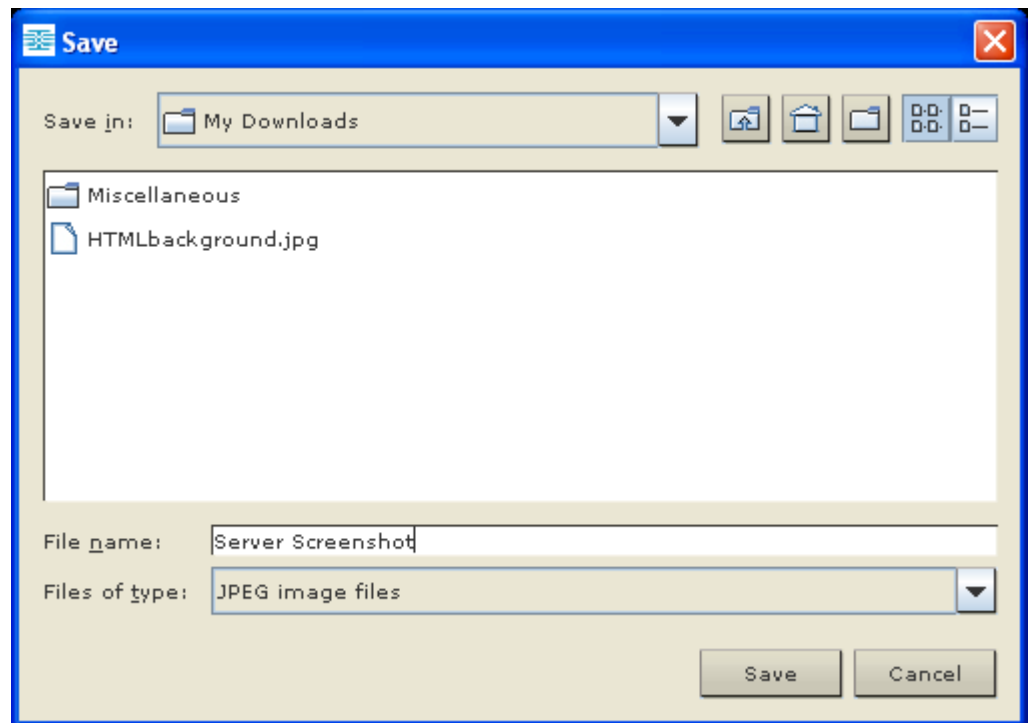 Save
Save in: My Downloads
Miscellaneous
HTMLbackground.jpg
File name: Server Screenshot
Files of type: JPEG image files
Save Cancel